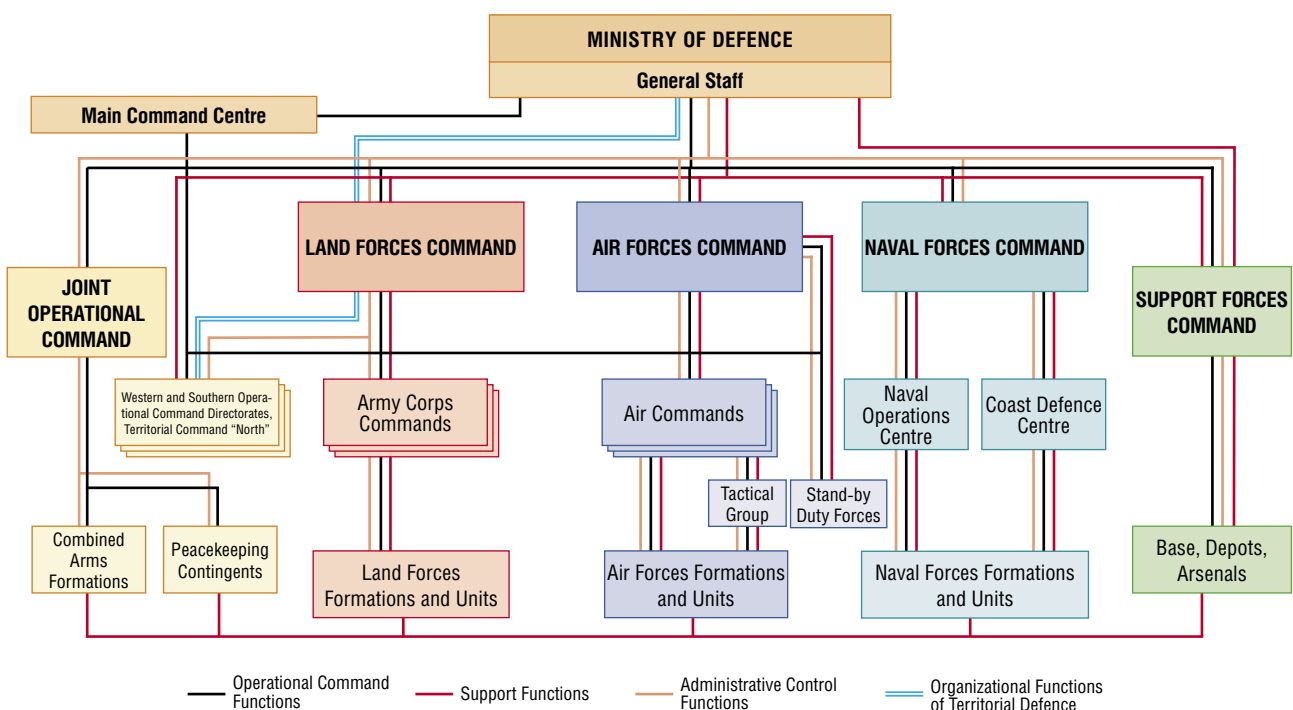 MINISTRY OF DEFENCE
General Staff
Main Command Centre
LAND FORCES COMMAND
AIR FORCES COMMAND
NAVAL FORCES COMMAND
JOINT
OPERATIONAL
COMMAND
SUPPORT FORCES
COMMAND
Western and Southern Opera-
tional Command Directorates,
Territorial Command “North”
Army Corps
Commands
Air Commands
Naval
Operations
Centre
Coast Defence
Centre
Tactical
Group
Stand-by
Duty Forces
Combined
Arms
Formations
Peacekeeping
Contingents
Land Forces
Formations and Units
Air Forces Formations
and Units
Naval Forces Formations
and Units
Base, Depots,
Arsenals
Operational Command
Functions
Support Functions
Administrative Control
Functions
Organizational Functions
of Territorial Defence